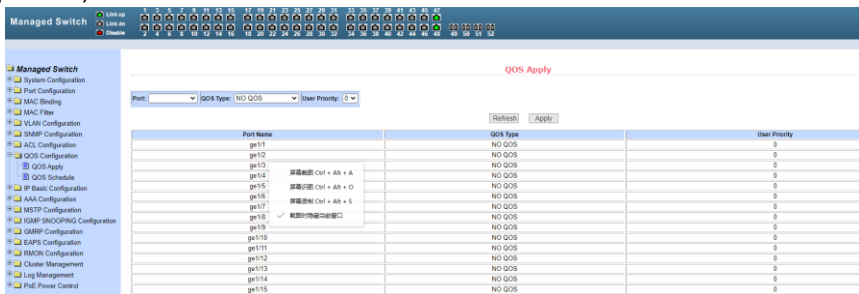 Managed Switch
Link up
Link dn
Disable
1 3 5 7 9 11 13 15 17 19 21 23 25 27 29 31 33 35 37 39 41 43 45 47
2 4 6 8 10 12 14 16 18 20 22 24 26 28 30 32 34 36 38 40 42 44 46 48 49 50 51 52
Managed Switch
System Configuration
Port Configuration
MAC Binding
MAC Filter
VLAN Configuration
SNMP Configuration
ACL Configuration
QOS Configuration
QOS Apply
QOS Schedule
IP Basic Configuration
AAA Configuration
MSTP Configuration
IGMP SNOOPING Configuration
GMRP Configuration
EAPS Configuration
RMON Configuration
Cluster Management
Log Management
PoE Power Control
QOS Apply
Port: QOS Type: NO QOS User Priority: 0
Refresh Apply
Port Name QOS Type User Priority
ge1/1 NO QOS 0
ge1/2 NO QOS 0
ge1/3 NO QOS 0
ge1/4 NO QOS 0
ge1/5 NO QOS 0
ge1/6 NO QOS 0
ge1/7 NO QOS 0
ge1/8 NO QOS 0
ge1/9 NO QOS 0
ge1/10 NO QOS 0
ge1/11 NO QOS 0
ge1/12 NO QOS 0
ge1/13 NO QOS 0
ge1/14 NO QOS 0
ge1/15 NO QOS 0
屏幕截图 Ctrl + Alt + A
屏幕识图 Ctrl + Alt + O
屏幕录制 Ctrl + Alt + S
截图时隐藏当前窗口